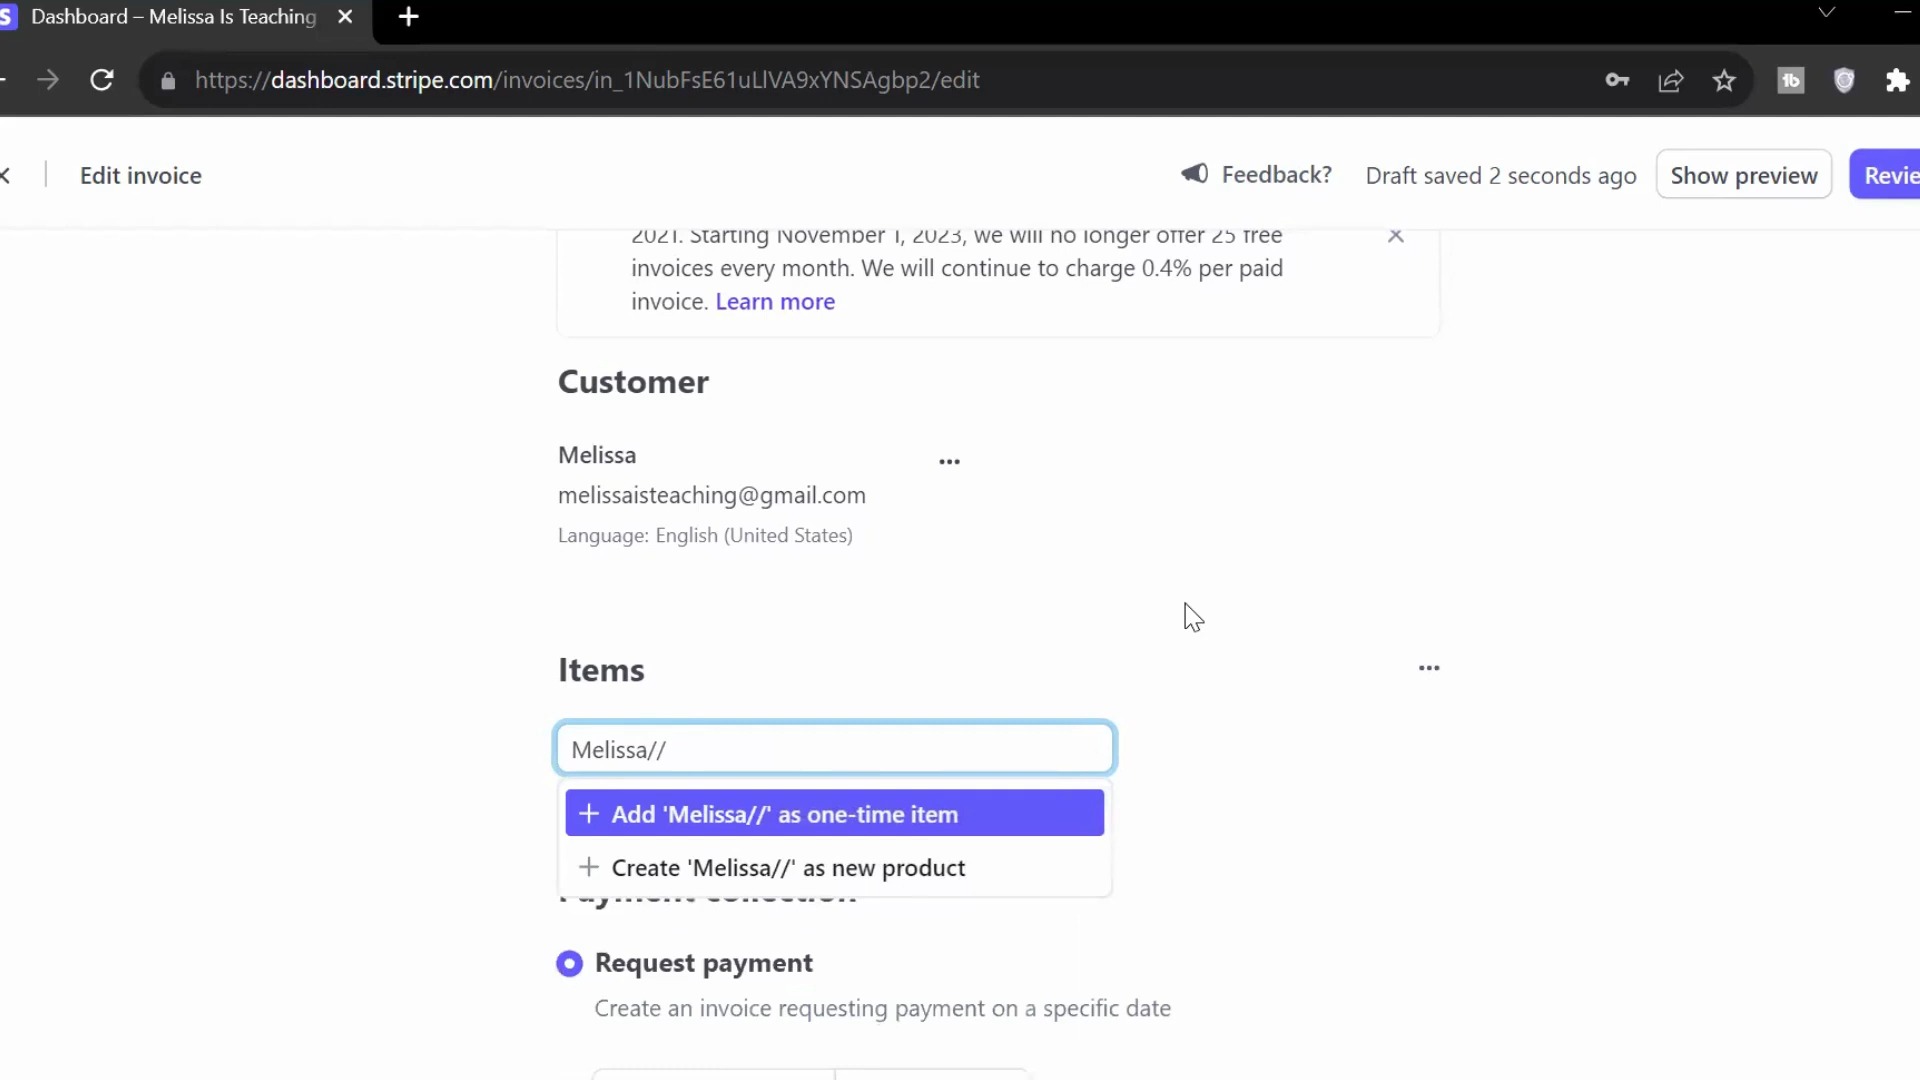 Dashboard – Melissa Is Teaching
https://dashboard.stripe.com/invoices/in_1NubFsE61uLlVA9xYNSAgbp2/edit
Edit invoice
Feedback?
Draft saved 2 seconds ago
Show preview
Revie
2021. Starting November 1, 2023, we will no longer offer 25 free
invoices every month. We will continue to charge 0.4% per paid
invoice. Learn more
Customer
Melissa
melissaisteaching@gmail.com
Language: English (United States)
Items
Melissa//
+ Add 'Melissa//' as one-time item
+ Create 'Melissa//' as new product
Payment collection
Request payment
Create an invoice requesting payment on a specific date